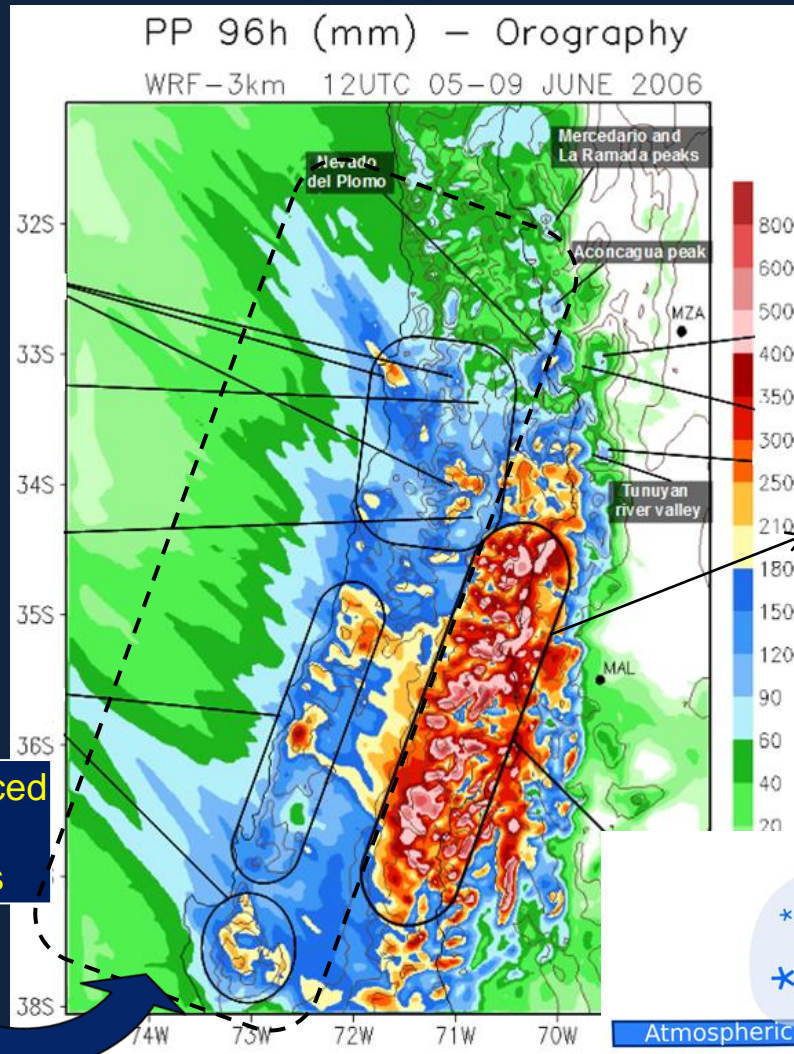 PP 96h (mm) – Orography
WRF–3km 12UTC 05–09 JUNE 2006
Mercedario and
La Ramada peaks
Nevado
del Plomo
32S
Aconcagua peak
MZA
33S
34S
Tunuyan
river valley
35S
MAL
36S
38S
74W
73W
72W
71W
70W
800
600
500
400
350
300
250
210
180
150
120
90
60
40
20
Atmospheric